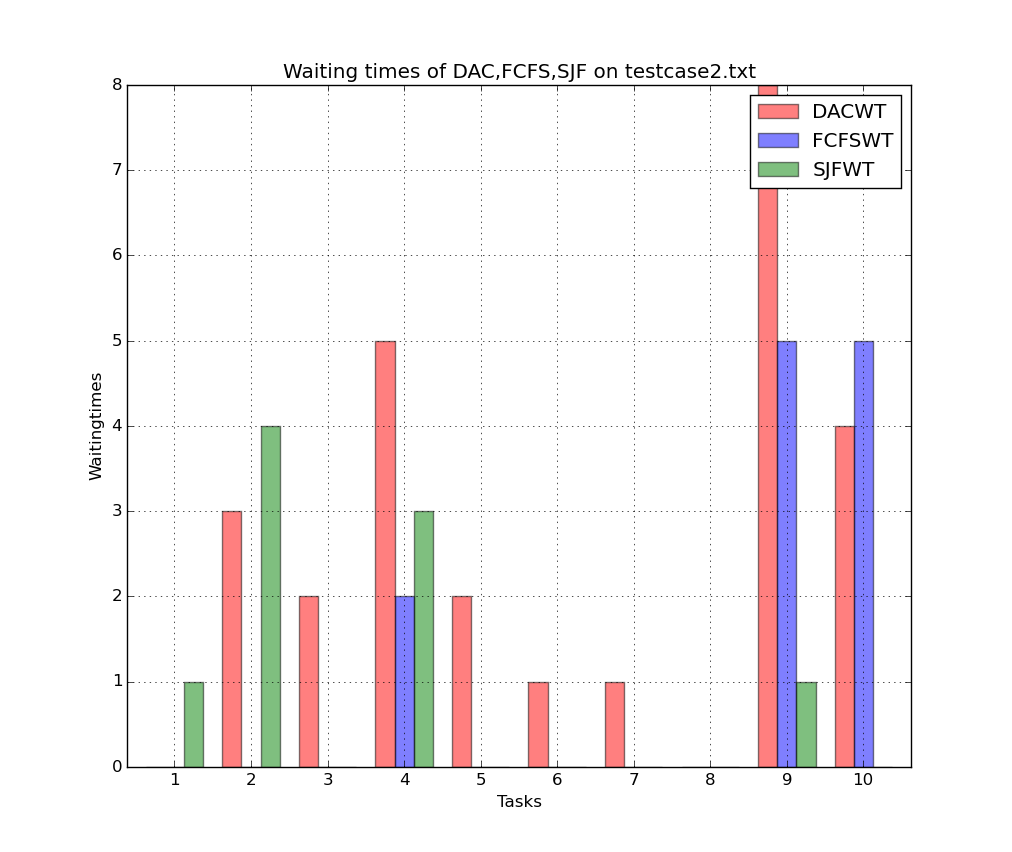 Waiting times of DAC,FCFS,SJF on testcase2.txt
8
7
6
5
4
3
2
1
0
Waitingtimes
DACWT
FCFSWT
SJFWT
1 2 3 4 5 6 7 8 9 10
Tasks